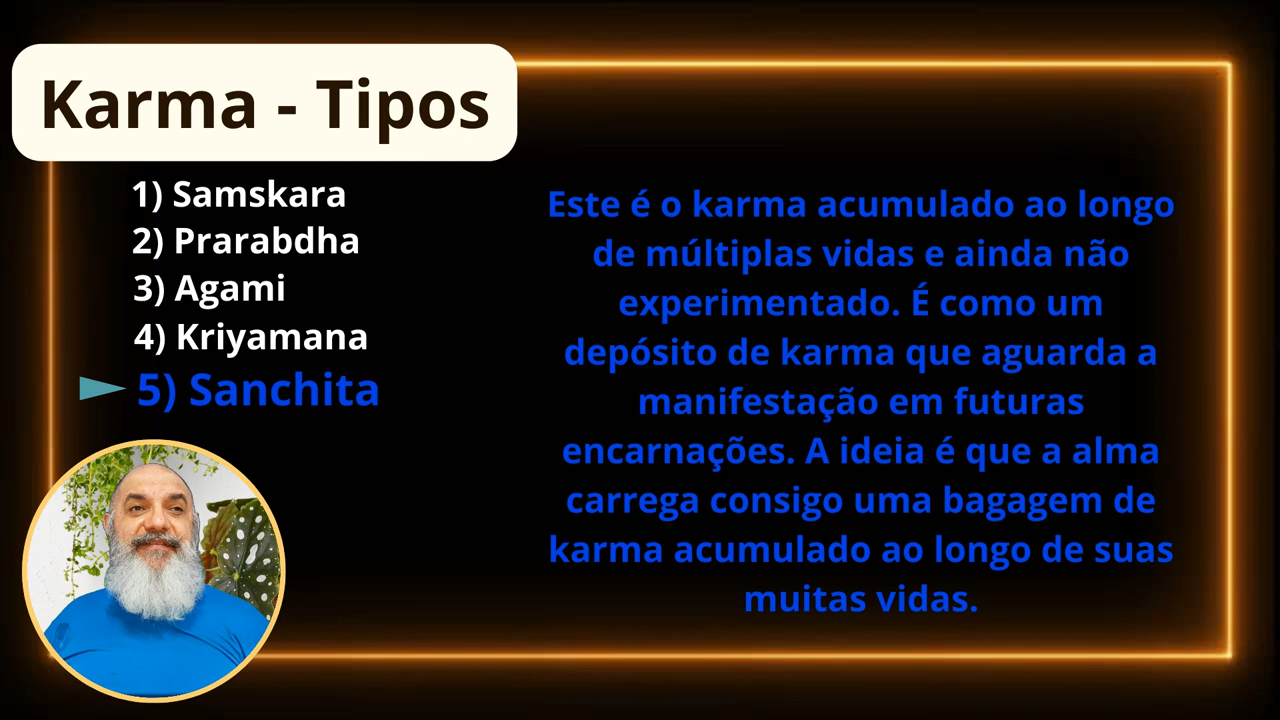 Karma - Tipos
1) Samskara
2) Prarabdha
3) Agami
4) Kriyamana
5) Sanchita
Este é o karma acumulado ao longo
de múltiplas vidas e ainda não
experimentado. É como um
depósito de karma que aguarda a
manifestação em futuras
encarnações. A ideia é que a alma
carrega consigo uma bagagem de
karma acumulado ao longo de suas
muitas vidas.